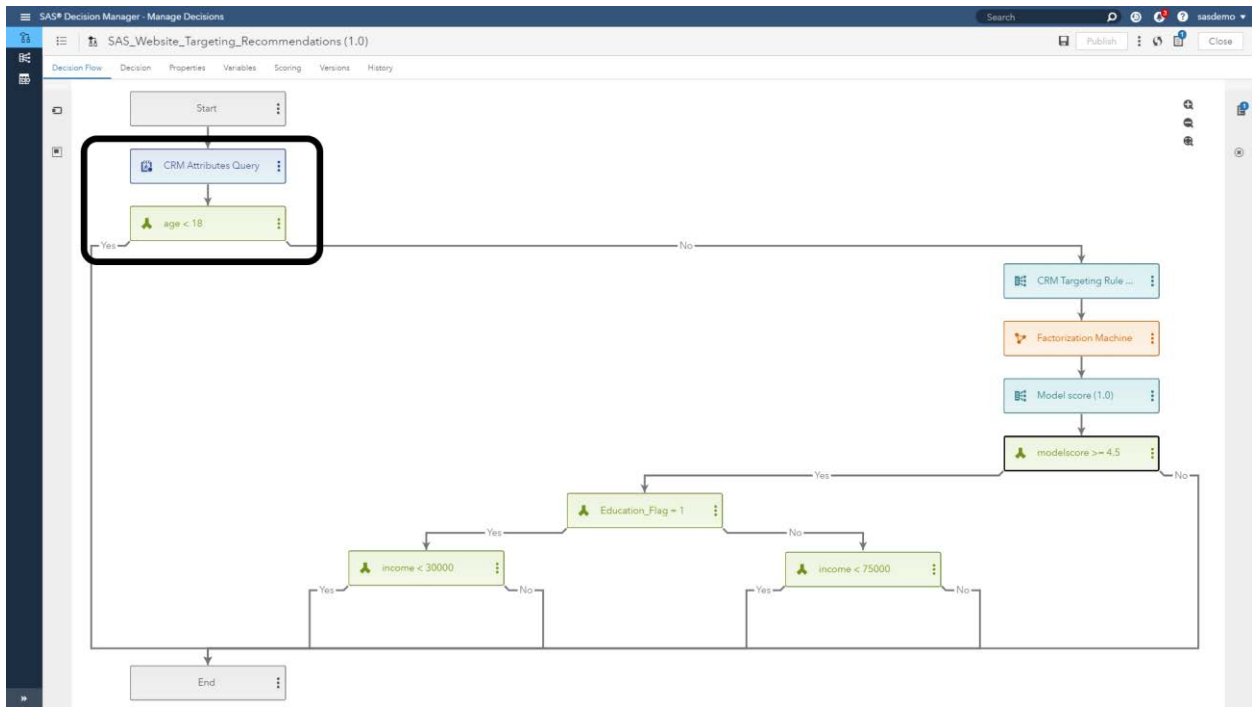 SAS® Decision Manager - Manage Decisions
Search
sasdemo
SAS_Website_Targeting_Recommendations (1.0)
Publish
Close
Decision Flow Decision Properties Variables Scoring Versions History
Start
CRM Attributes Query
age < 18
Yes
No
CRM Targeting Rule ...
Factorization Machine
Model score (1.0)
modelscore >= 4.5
Yes
No
Education_Flag = 1
Yes
No
income < 30000
income < 75000
Yes
No
Yes
No
End